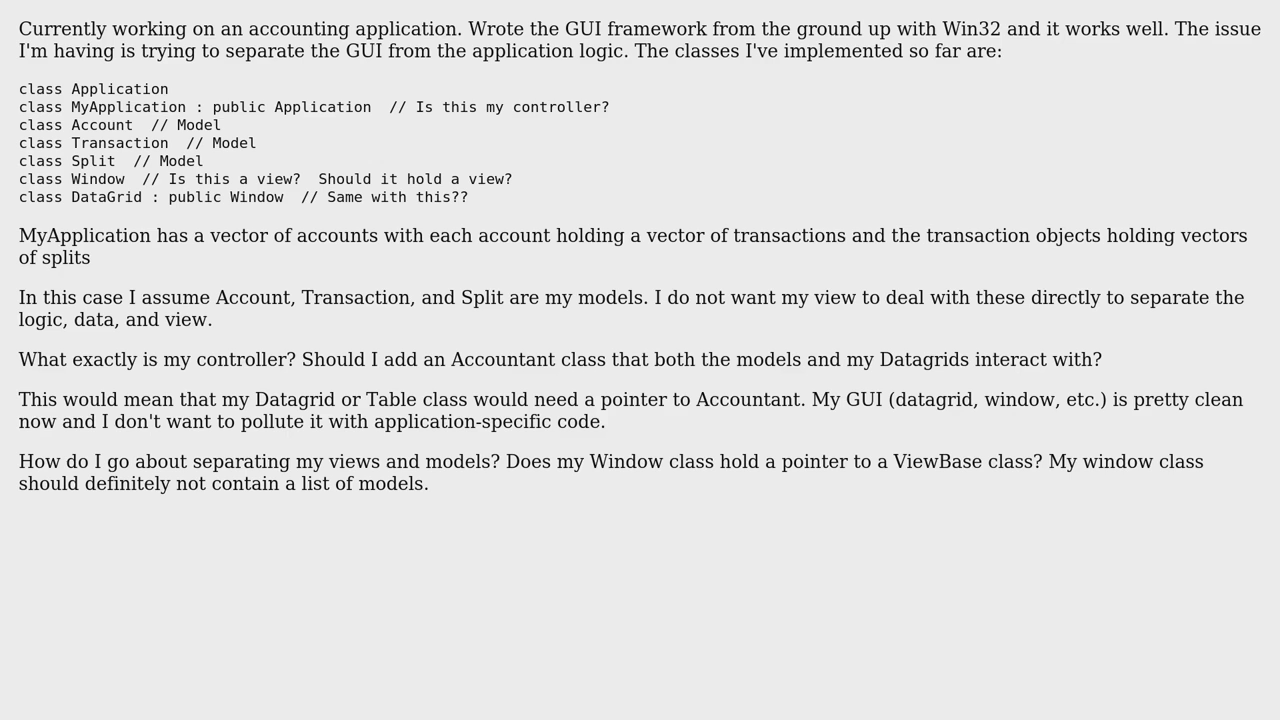 Currently working on an accounting application. Wrote the GUI framework from the ground up with Win32 and it works well. The issue
I'm having is trying to separate the GUI from the application logic. The classes I've implemented so far are:
class Application
class MyApplication : public Application  // Is this my controller?
class Account  // Model
class Transaction  // Model
class Split  // Model
class Window  // Is this a view?  Should it hold a view?
class DataGrid : public Window  // Same with this??
MyApplication has a vector of accounts with each account holding a vector of transactions and the transaction objects holding vectors
of splits
In this case I assume Account, Transaction, and Split are my models. I do not want my view to deal with these directly to separate the
logic, data, and view.
What exactly is my controller? Should I add an Accountant class that both the models and my Datagrids interact with?
This would mean that my Datagrid or Table class would need a pointer to Accountant. My GUI (datagrid, window, etc.) is pretty clean
now and I don't want to pollute it with application-specific code.
How do I go about separating my views and models? Does my Window class hold a pointer to a ViewBase class? My window class
should definitely not contain a list of models.